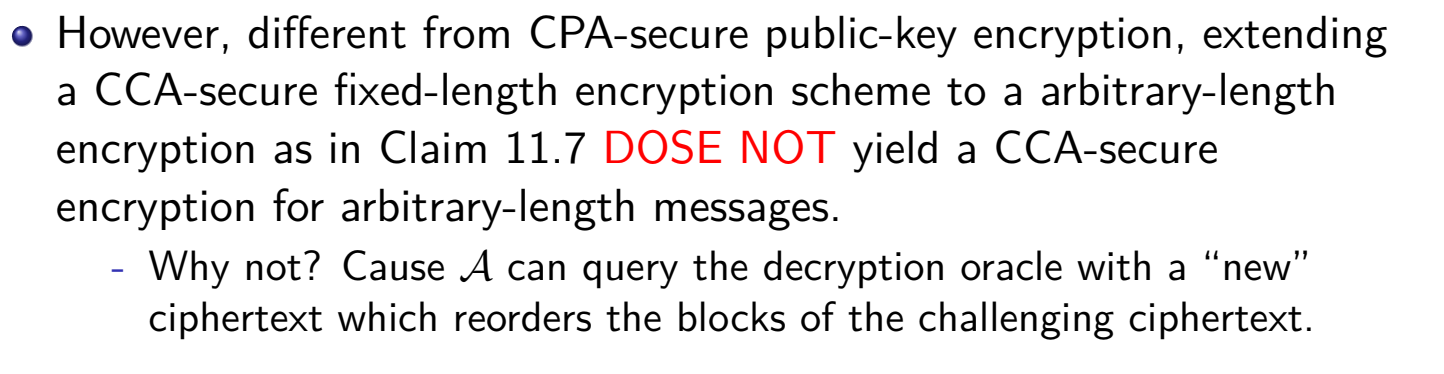 However, different from CPA-secure public-key encryption, extending
a CCA-secure fixed-length encryption scheme to a arbitrary-length
encryption as in Claim 11.7 DOSE NOT yield a CCA-secure
encryption for arbitrary-length messages.
- Why not? Cause 𝒜 can query the decryption oracle with a “new”
ciphertext which reorders the blocks of the challenging ciphertext.